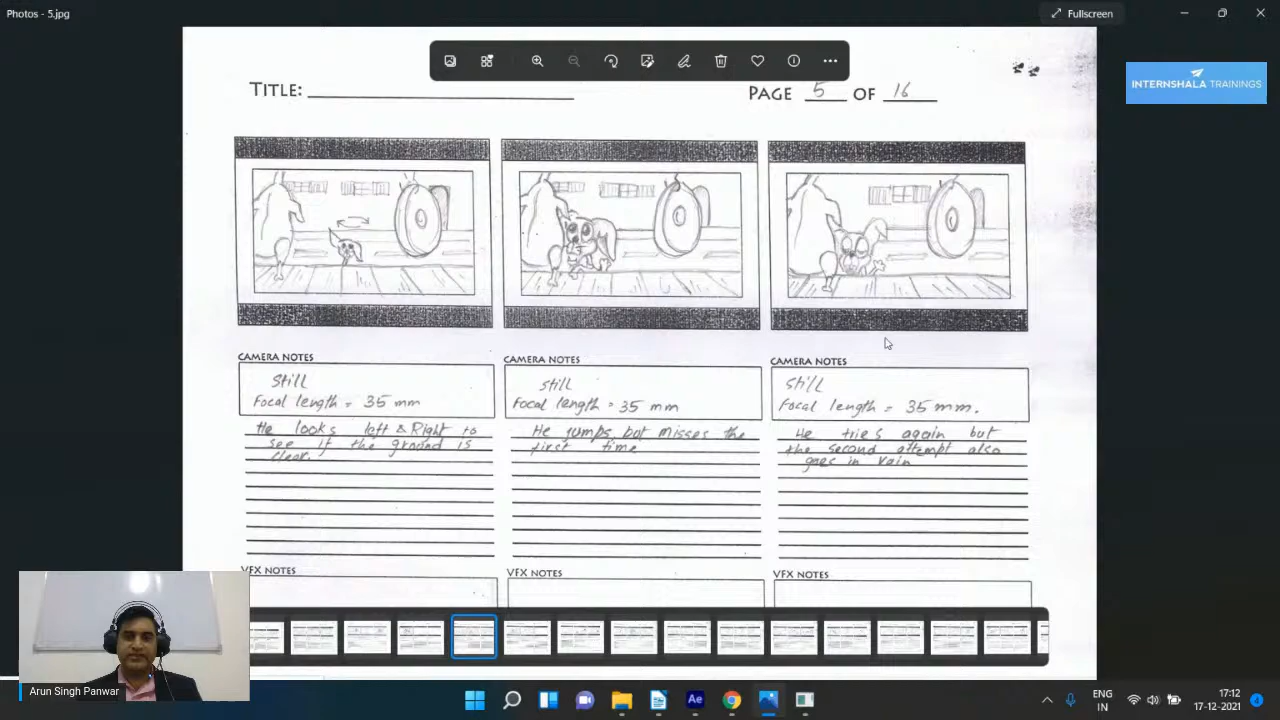 Photos - 5.jpg
Fullscreen
INTERNSHALA TRAININGS
TITLE:
PAGE 5 OF 16
CAMERA NOTES
Still
Focal length = 35 mm
He looks left & Right to
see if the ground is
clear.
VFX NOTES
CAMERA NOTES
still
Focal length = 35 mm
He Jumps but misses the
first time
VFX NOTES
CAMERA NOTES
still
Focal length = 35 mm.
He tries again but
the second attempt also
goes in vain
VFX NOTES
Arun Singh Panwar
Ae
ENG
IN
17:12
17-12-2021
4